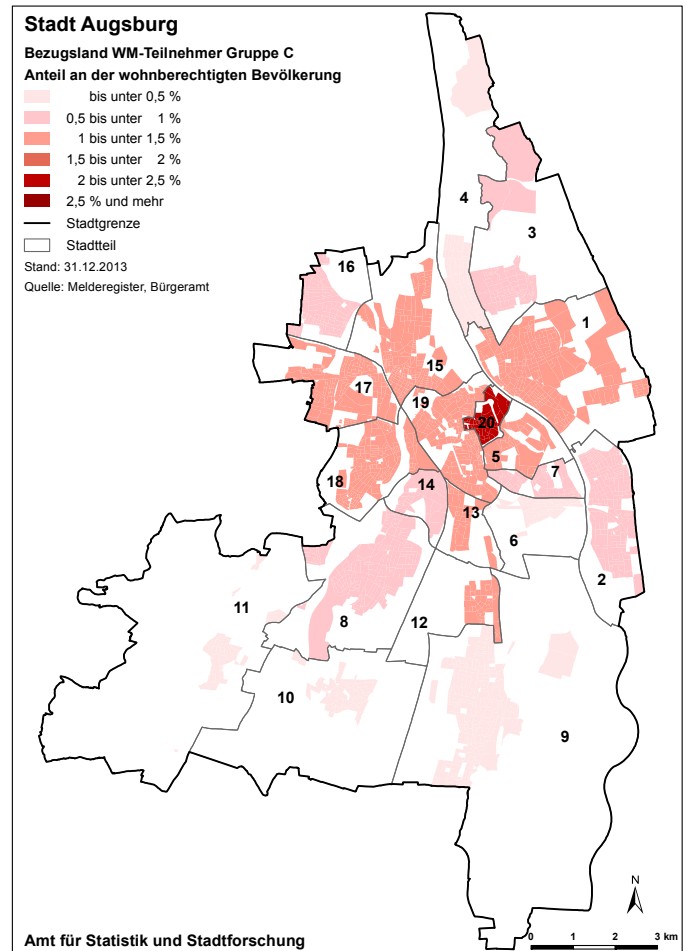 Stadt Augsburg
Bezugsland WM-Teilnehmer Gruppe C
Anteil an der wohnberechtigten Bevölkerung
bis unter 0,5 %
0,5 bis unter 1 %
1 bis unter 1,5 %
1,5 bis unter 2 %
2 bis unter 2,5 %
2,5 % und mehr
Stadtgrenze
Stadtteil
Stand: 31.12.2013
Quelle: Melderegister, Bürgeramt
4
3
16
1
15
17
19
20
5
7
14
18
13
6
2
11
8
12
10
9
N
0 1 2 3 km
Amt für Statistik und Stadtforschung